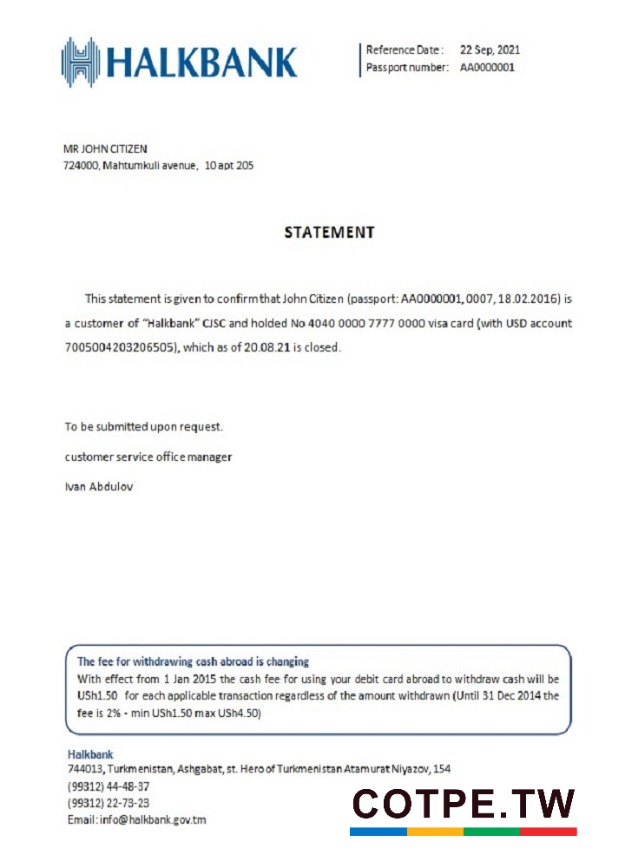 HALKBANK
Reference Date : 22 Sep, 2021
Passport number: AA0000001
MR JOHN CITIZEN
724000, Mahtumkuli avenue, 10 apt 205
STATEMENT
This statement is given to confirm that John Citizen (passport: AA0000001, 0007, 18.02.2016) is
a customer of “Halkbank” CJSC and holded No 4040 0000 7777 0000 visa card (with USD account
7005004203206505), which as of 20.08.21 is closed.
To be submitted upon request.
customer service office manager
Ivan Abdulov
The fee for withdrawing cash abroad is changing
With effect from 1 Jan 2015 the cash fee for using your debit card abroad to withdraw cash will be
USh1.50 for each applicable transaction regardless of the amount withdrawn (Until 31 Dec 2014 the
fee is 2% - min USh1.50 max USh4.50)
Halkbank
744013, Turkmenistan, Ashgabat, st. Hero of Turkmenistan Atamurat Niyazov, 154
(99312) 44-48-37
(99312) 22-73-23
Email: info@halkbank.gov.tm
COTPE.TW